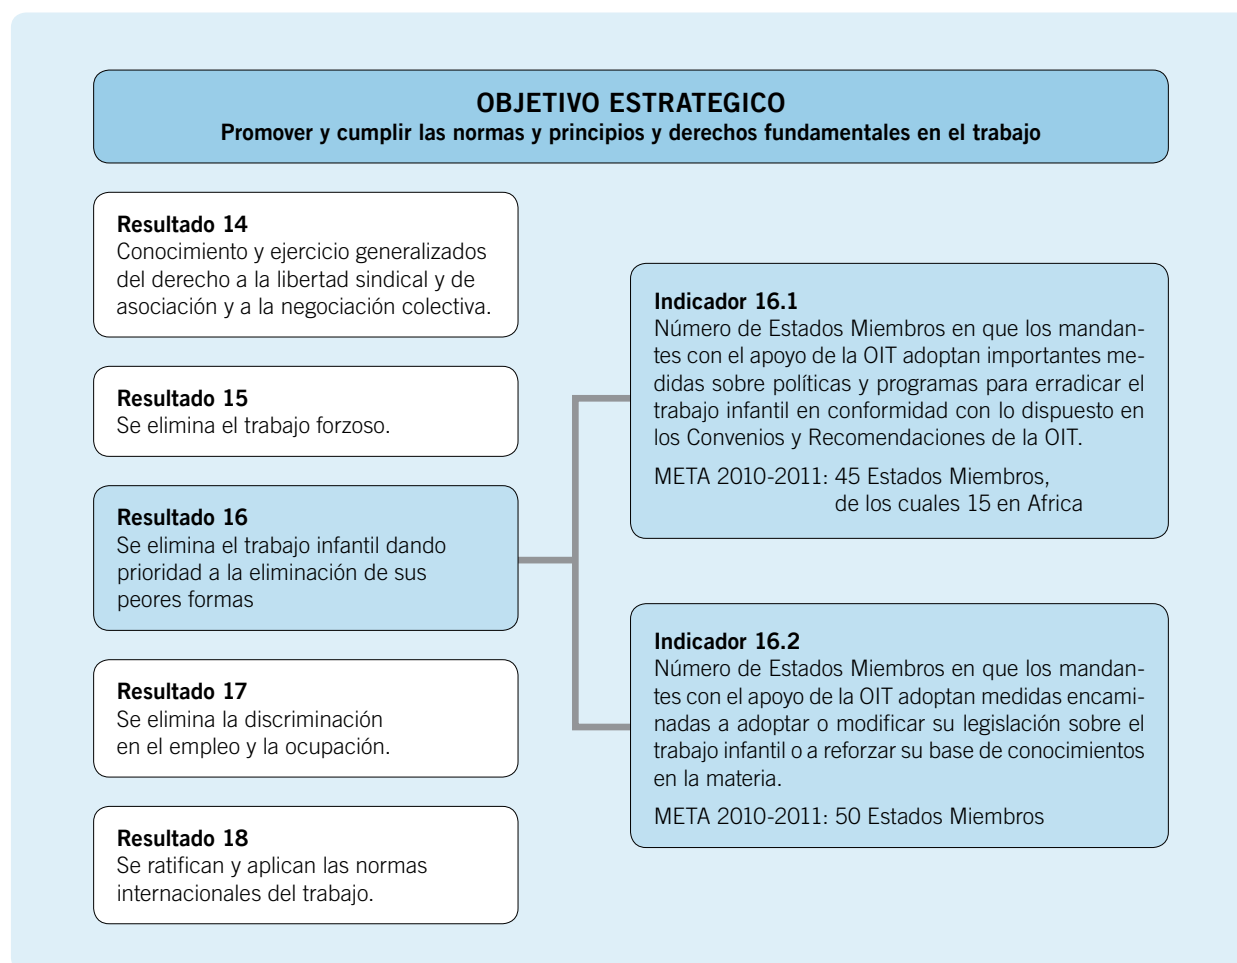 OBJETIVO ESTRATEGICO
Promover y cumplir las normas y principios y derechos fundamentales en el trabajo
Resultado 14
Conocimiento y ejercicio generalizados
del derecho a la libertad sindical y de
asociación y a la negociación colectiva.
Resultado 15
Se elimina el trabajo forzoso.
Resultado 16
Se elimina el trabajo infantil dando
prioridad a la eliminación de sus
peores formas
Resultado 17
Se elimina la discriminación
en el empleo y la ocupación.
Resultado 18
Se ratifican y aplican las normas
internacionales del trabajo.
Indicador 16.1
Número de Estados Miembros en que los mandan-
tes con el apoyo de la OIT adoptan importantes me-
didas sobre políticas y programas para erradicar el
trabajo infantil en conformidad con lo dispuesto en
los Convenios y Recomendaciones de la OIT.
META 2010-2011: 45 Estados Miembros,
de los cuales 15 en Africa
Indicador 16.2
Número de Estados Miembros en que los mandan-
tes con el apoyo de la OIT adoptan medidas encami-
nadas a adoptar o modificar su legislación sobre el
trabajo infantil o a reforzar su base de conocimientos
en la materia.
META 2010-2011: 50 Estados Miembros